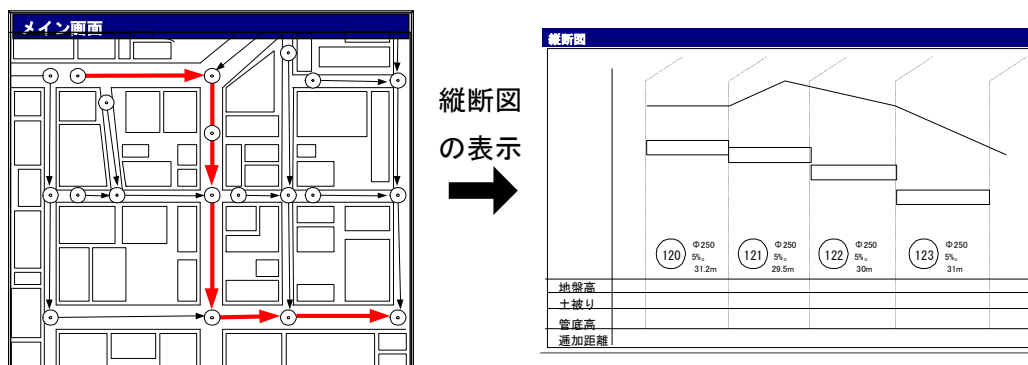 メイン画面
縦断図
の表示
縦断図
120 Φ250
5‰
31.2m
121 Φ250
5‰
29.5m
122 Φ250
5‰
30m
123 Φ250
5‰
31m
地盤高
土被り
管底高
逓加距離